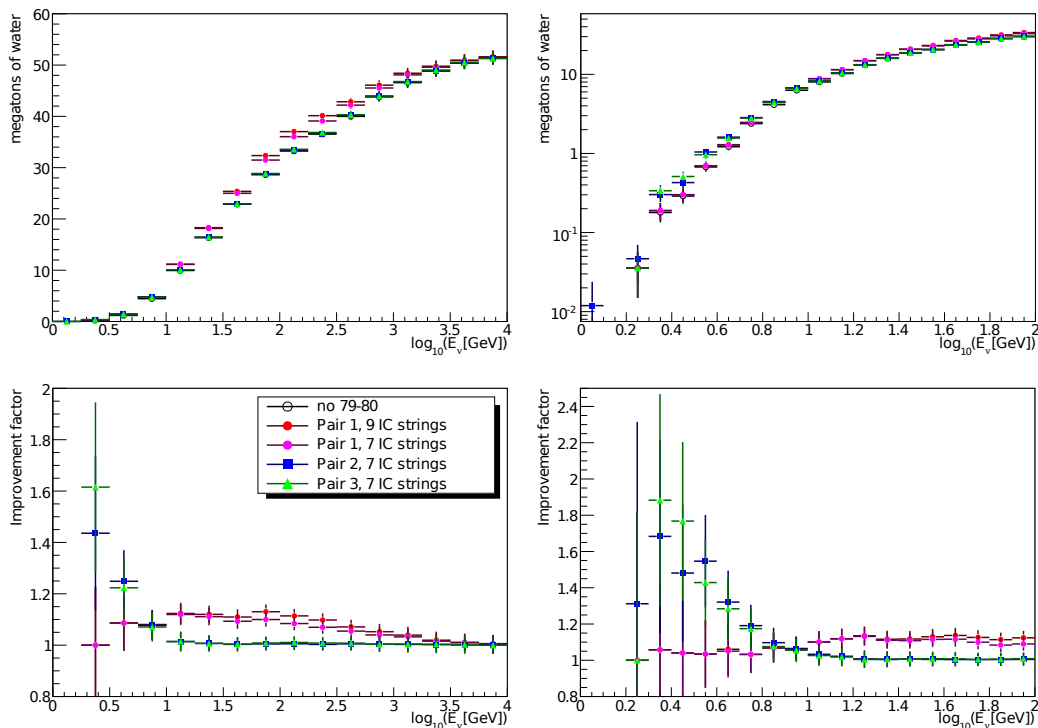 megatons of water
60
50
40
30
20
10
0
0 0.5 1 1.5 2 2.5 3 3.5 4
log10(Eν[GeV])
megatons of water
10
1
10-1
10-2
0 0.2 0.4 0.6 0.8 1 1.2 1.4 1.6 1.8 2
log10(Eν[GeV])
Improvement factor
2
1.8
1.6
1.4
1.2
1
0.8
no 79-80
Pair 1, 9 IC strings
Pair 1, 7 IC strings
Pair 2, 7 IC strings
Pair 3, 7 IC strings
0 0.5 1 1.5 2 2.5 3 3.5 4
log10(Eν[GeV])
Improvement factor
2.4
2.2
2
1.8
1.6
1.4
1.2
1
0.8
0 0.2 0.4 0.6 0.8 1 1.2 1.4 1.6 1.8 2
log10(Eν[GeV])